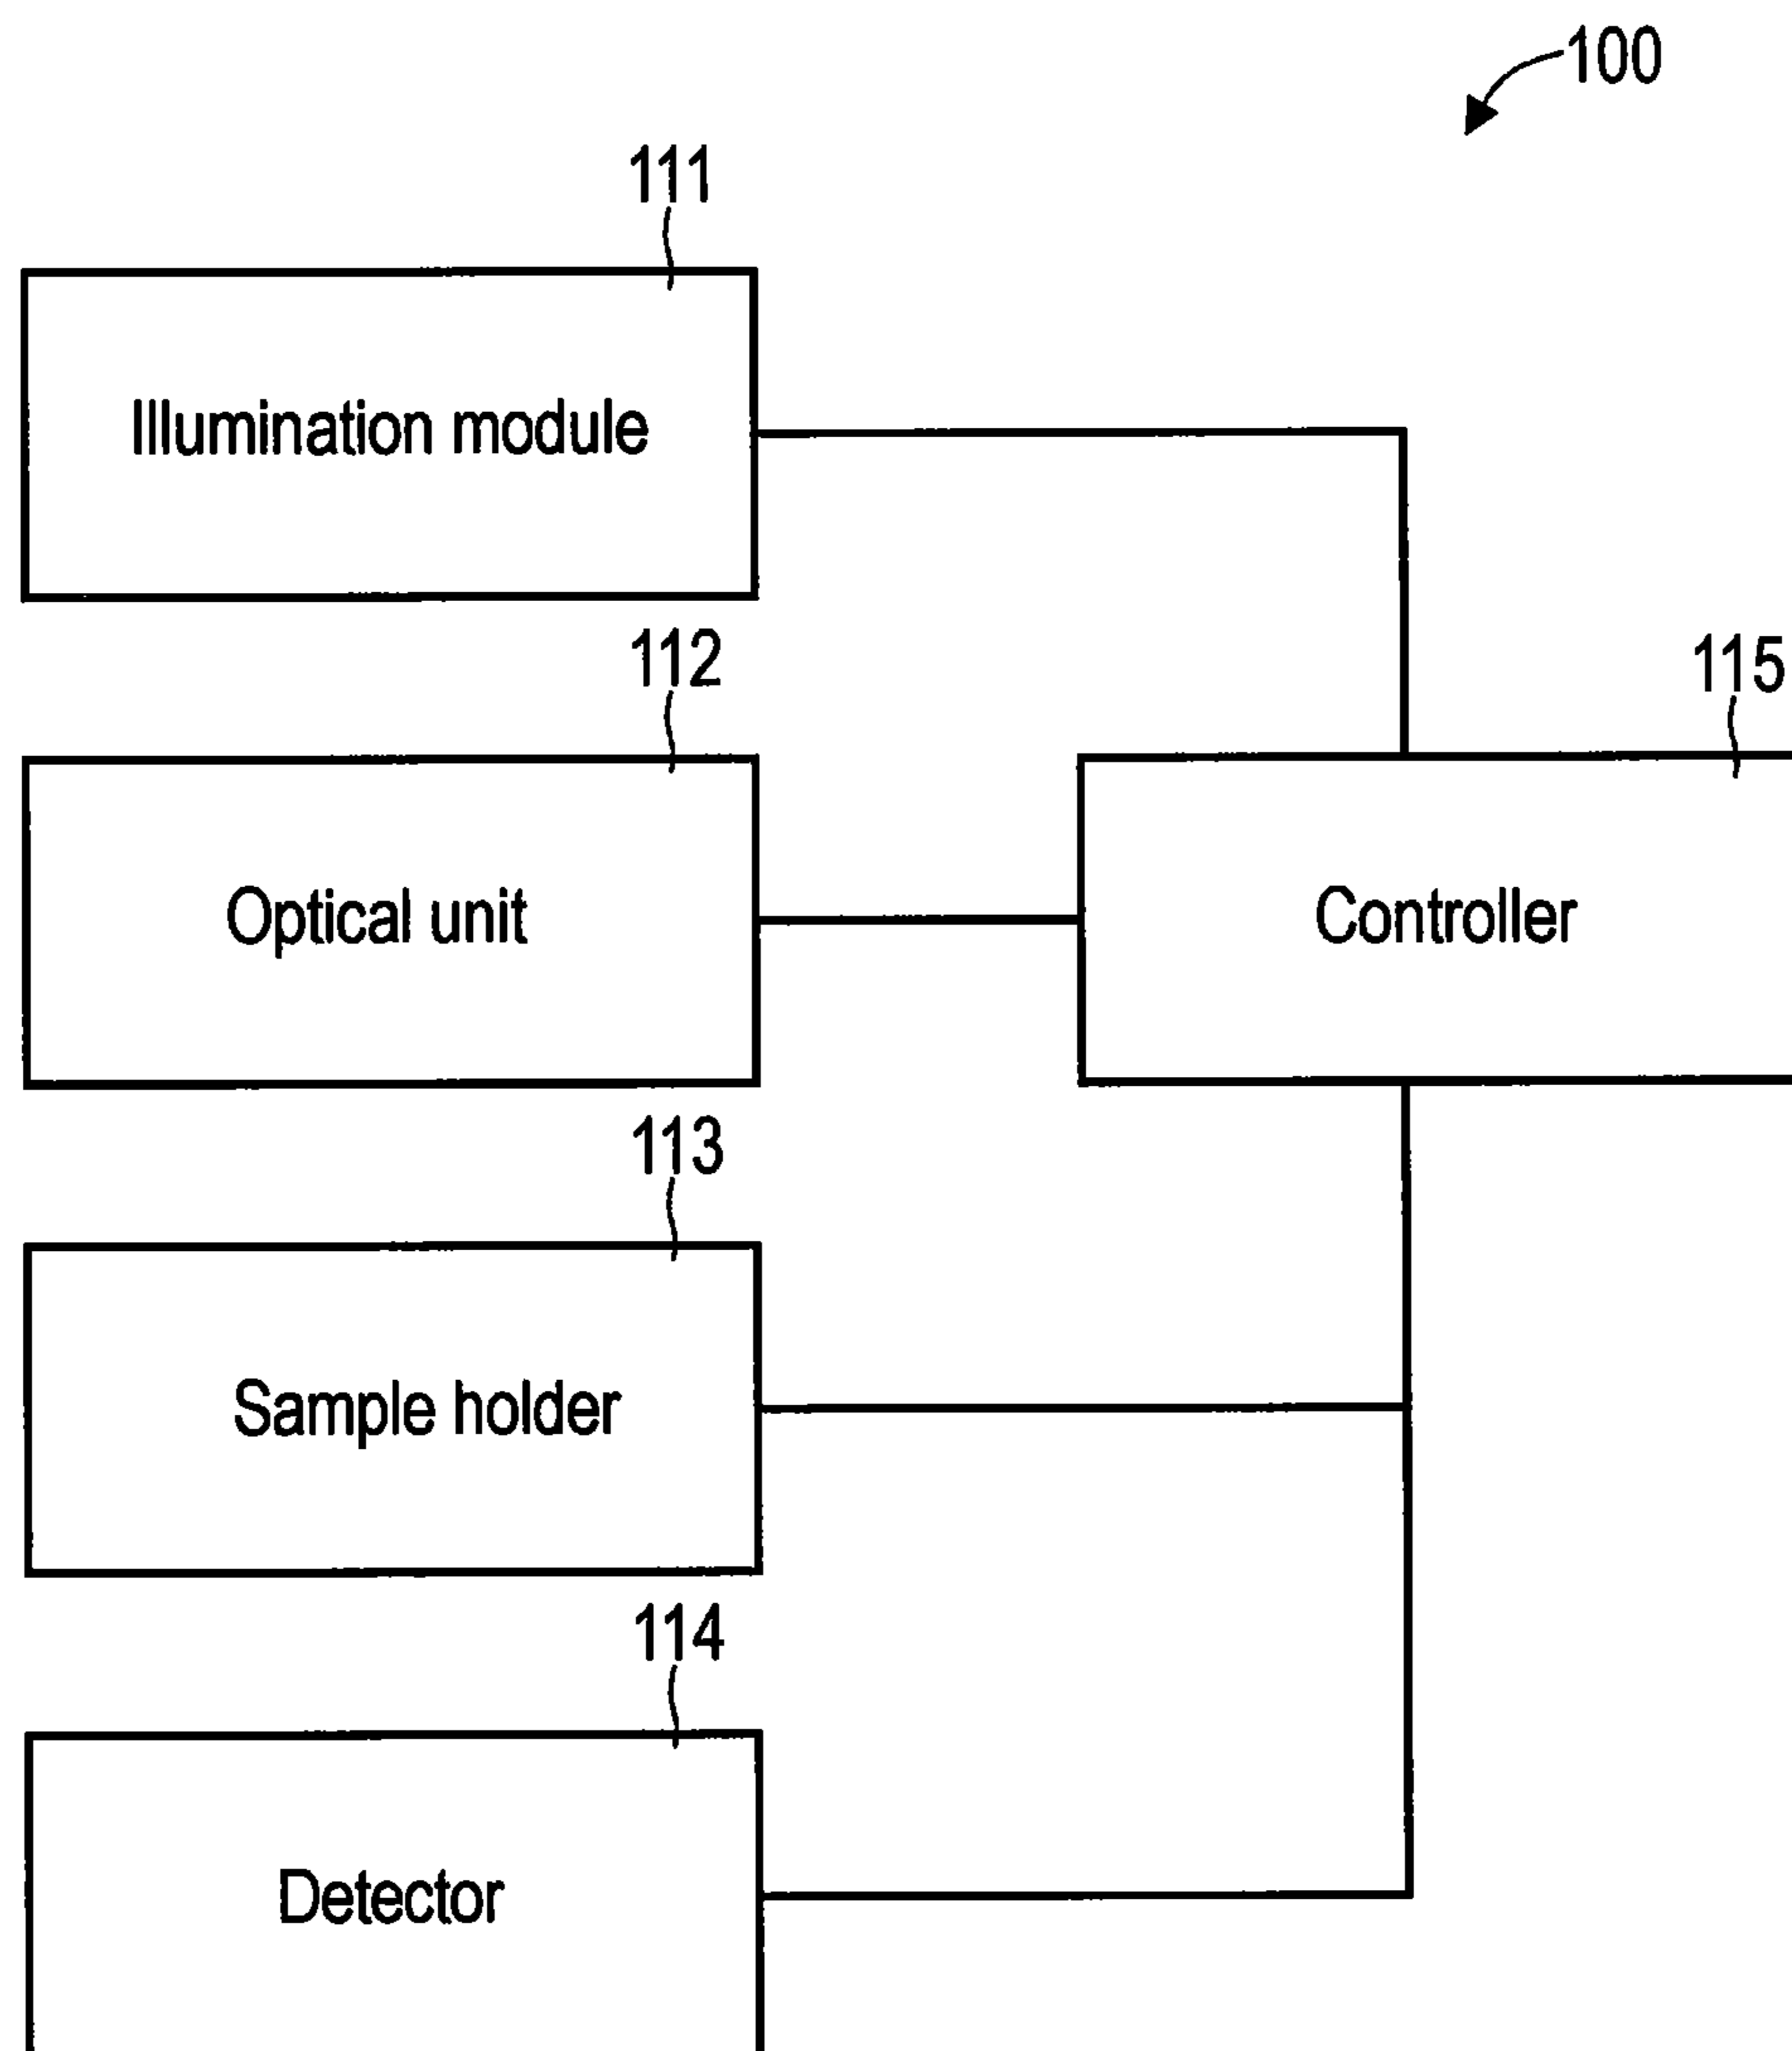 100
111
Illumination module
112
115
Optical unit
Controller
113
Sample holder
114
Detector